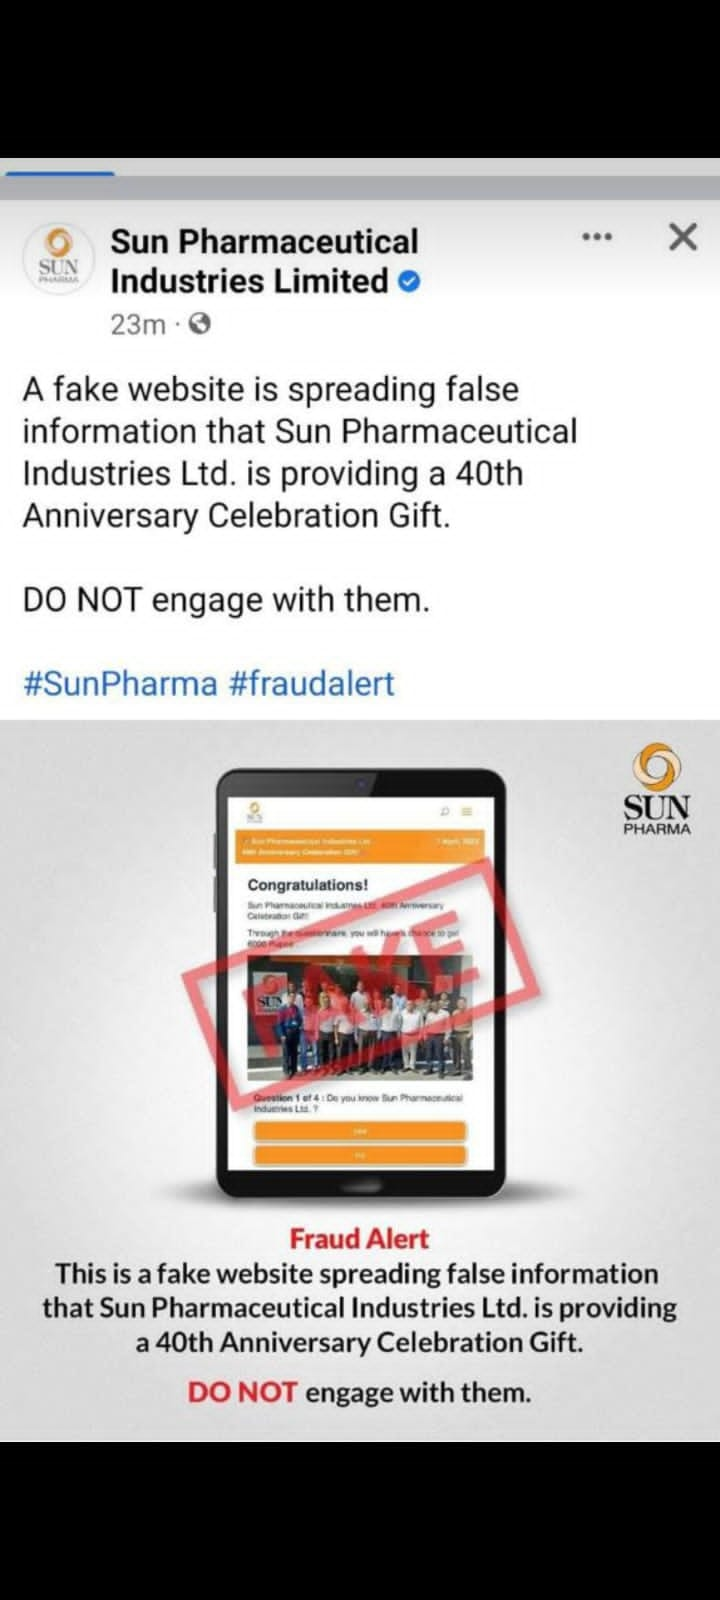 Sun Pharmaceutical
Industries Limited
23m ·
SUN
PHARMA
A fake website is spreading false
information that Sun Pharmaceutical
Industries Ltd. is providing a 40th
Anniversary Celebration Gift.
DO NOT engage with them.
#SunPharma #fraudalert
SUN
PHARMA
Sun Pharmaceutical Industries Ltd
40th Anniversary Celebration Gift!
Congratulations!
Sun Pharmaceutical Industries Ltd. 40th Anniversary
Celebration Gift!
Through the questionnaire, you will have a chance to get
6000 Rupee
FAKE
SUN
Question 1 of 4 : Do you know Sun Pharmaceutical
Industries Ltd. ?
Fraud Alert
This is a fake website spreading false information
that Sun Pharmaceutical Industries Ltd. is providing
a 40th Anniversary Celebration Gift.
DO NOT engage with them.